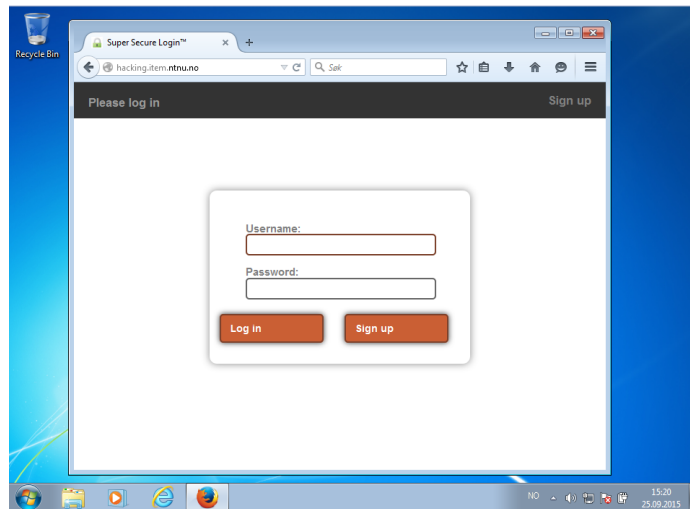 Recycle Bin
Super Secure Login™
hacking.item.ntnu.no
Søk
Please log in
Sign up
Username:
Password:
Log in
Sign up
NO
15:20
25.09.2015